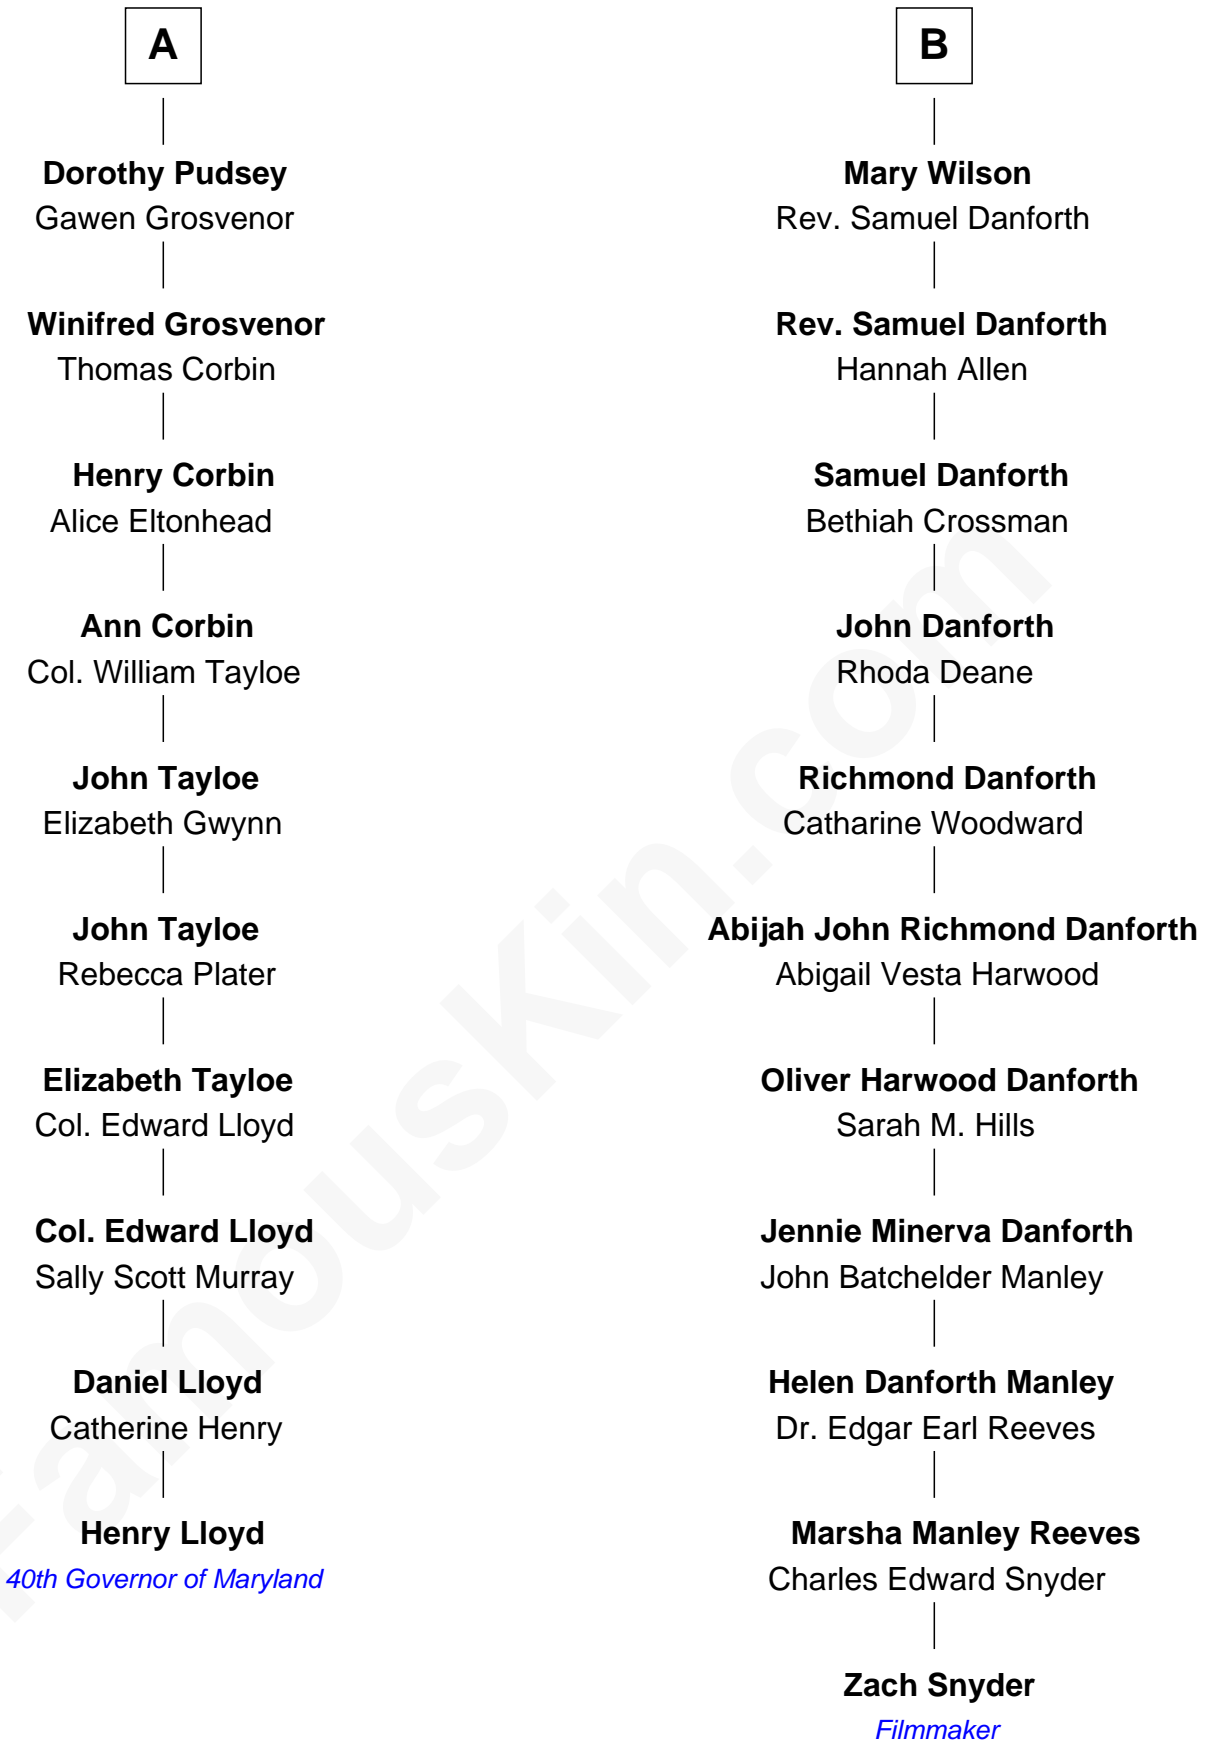 A
Dorothy Pudsey
Gawen Grosvenor
Winifred Grosvenor
Thomas Corbin
Henry Corbin
Alice Eltonhead
Ann Corbin
Col. William Tayloe
John Tayloe
Elizabeth Gwynn
John Tayloe
Rebecca Plater
Elizabeth Tayloe
Col. Edward Lloyd
Col. Edward Lloyd
Sally Scott Murray
Daniel Lloyd
Catherine Henry
Henry Lloyd
40th Governor of Maryland
B
Mary Wilson
Rev. Samuel Danforth
Rev. Samuel Danforth
Hannah Allen
Samuel Danforth
Bethiah Crossman
John Danforth
Rhoda Deane
Richmond Danforth
Catharine Woodward
Abijah John Richmond Danforth
Abigail Vesta Harwood
Oliver Harwood Danforth
Sarah M. Hills
Jennie Minerva Danforth
John Batchelder Manley
Helen Danforth Manley
Dr. Edgar Earl Reeves
Marsha Manley Reeves
Charles Edward Snyder
Zach Snyder
Filmmaker
FamousKin.com